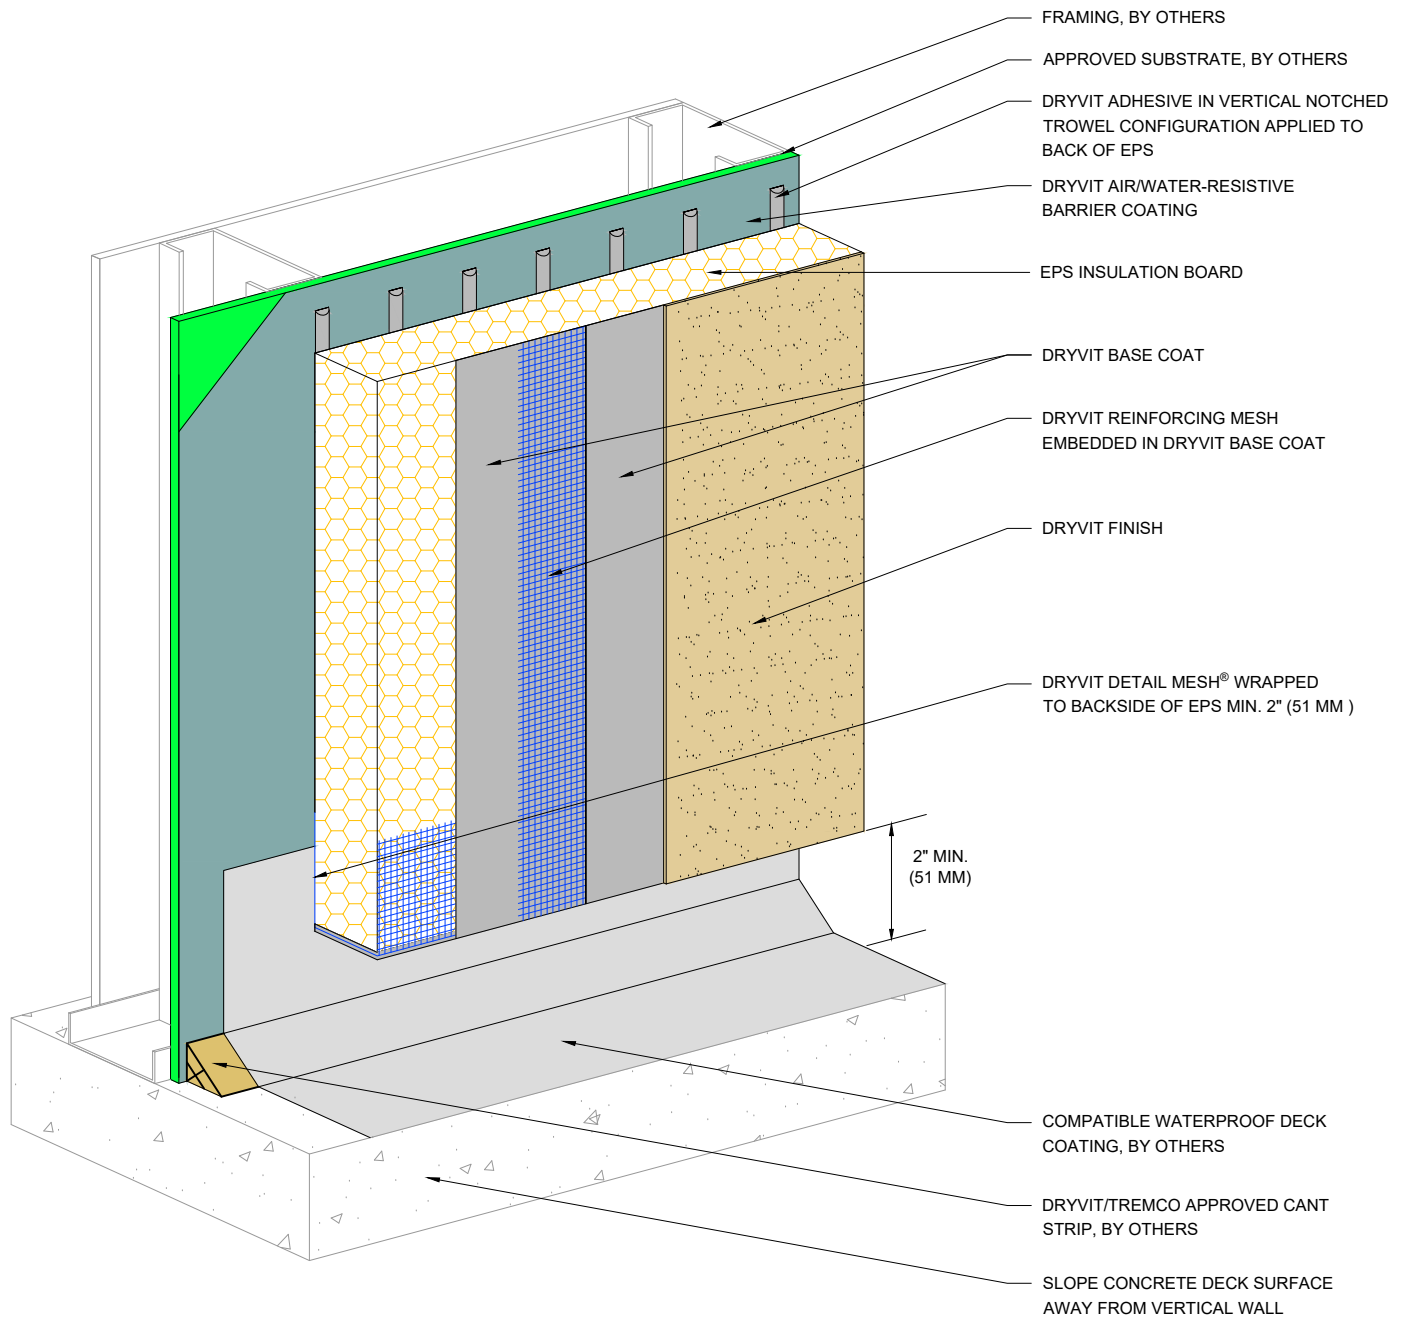 FRAMING, BY OTHERS
APPROVED SUBSTRATE, BY OTHERS
DRYVIT ADHESIVE IN VERTICAL NOTCHED
TROWEL CONFIGURATION APPLIED TO
BACK OF EPS
DRYVIT AIR/WATER-RESISTIVE
BARRIER COATING
EPS INSULATION BOARD
DRYVIT BASE COAT
DRYVIT REINFORCING MESH
EMBEDDED IN DRYVIT BASE COAT
DRYVIT FINISH
DRYVIT DETAIL MESH® WRAPPED
TO BACKSIDE OF EPS MIN. 2" (51 MM )
2" MIN.
(51 MM)
COMPATIBLE WATERPROOF DECK
COATING, BY OTHERS
DRYVIT/TREMCO APPROVED CANT
STRIP, BY OTHERS
SLOPE CONCRETE DECK SURFACE
AWAY FROM VERTICAL WALL